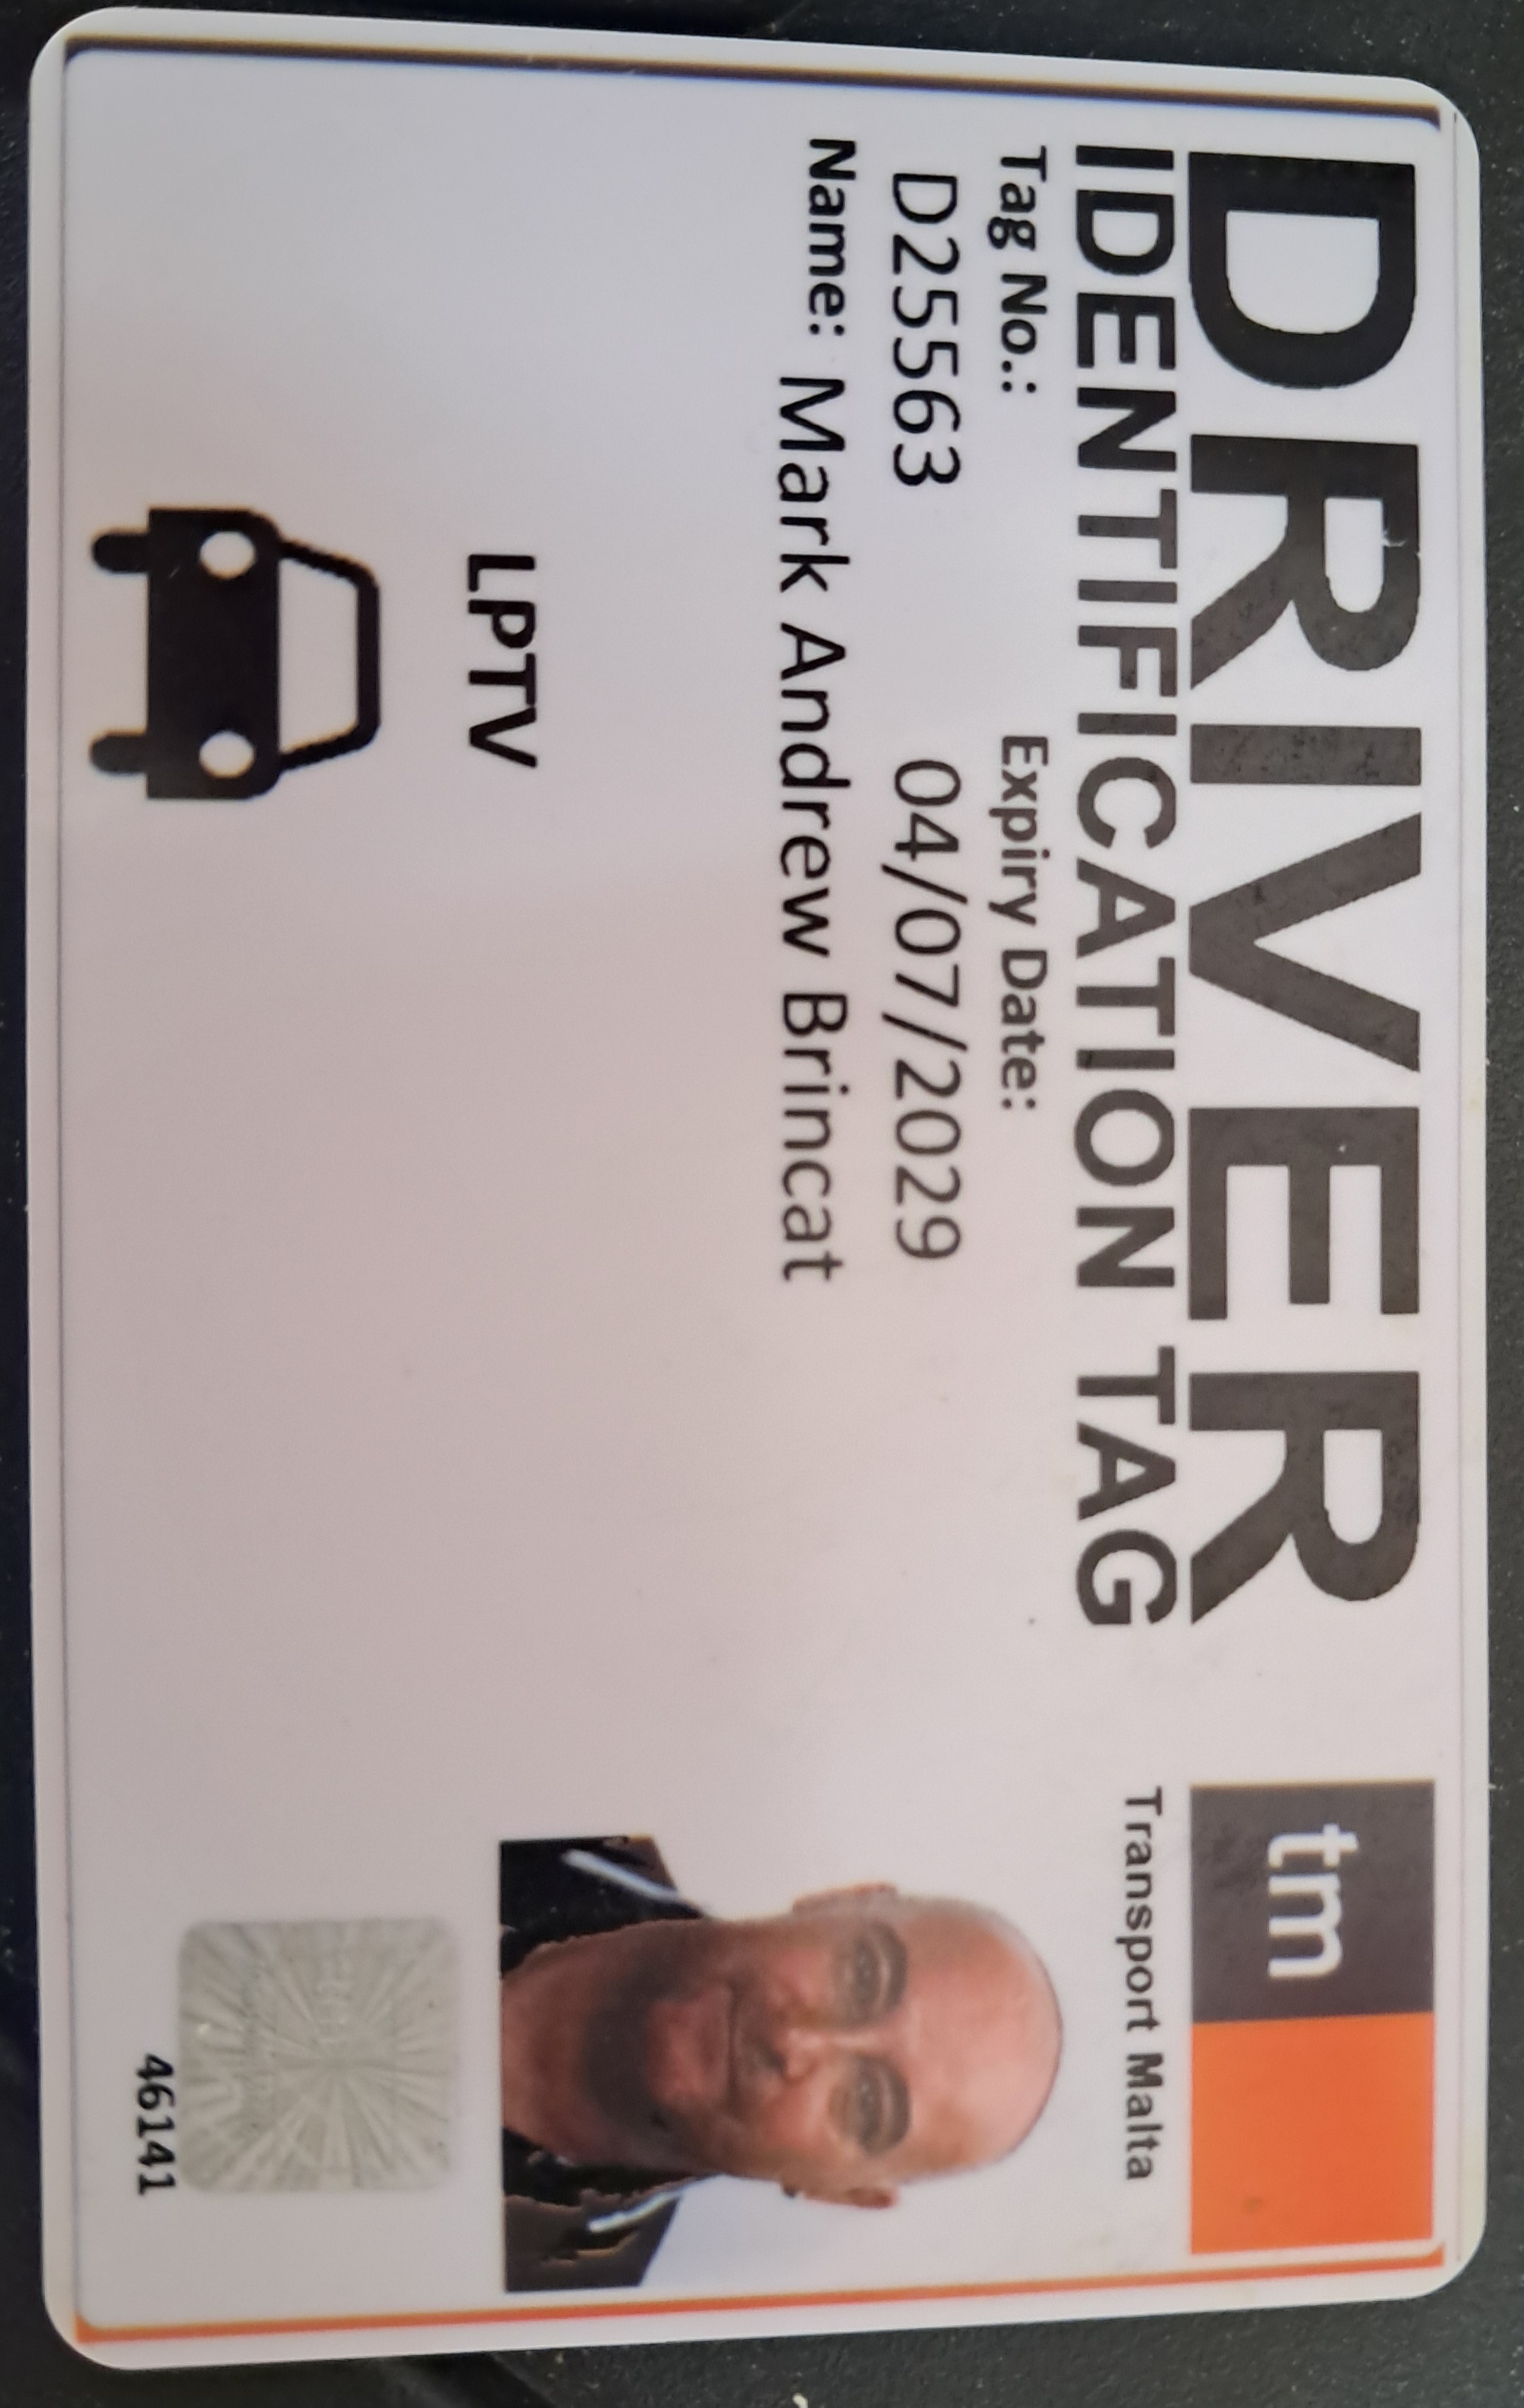 DRIVER
IDENTIFICATION TAG
tm
Transport Malta
Tag No.: Expiry Date:
D25563 04/07/2029
Name: Mark Andrew Brincat
LPTV
46141